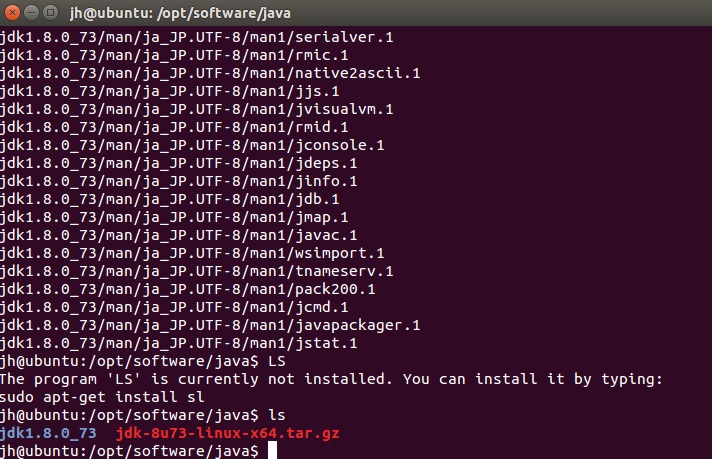 jh@ubuntu: /opt/software/java
jdk1.8.0_73/man/ja_JP.UTF-8/man1/serialver.1
jdk1.8.0_73/man/ja_JP.UTF-8/man1/rmic.1
jdk1.8.0_73/man/ja_JP.UTF-8/man1/native2ascii.1
jdk1.8.0_73/man/ja_JP.UTF-8/man1/jjs.1
jdk1.8.0_73/man/ja_JP.UTF-8/man1/jvisualvm.1
jdk1.8.0_73/man/ja_JP.UTF-8/man1/rmid.1
jdk1.8.0_73/man/ja_JP.UTF-8/man1/jconsole.1
jdk1.8.0_73/man/ja_JP.UTF-8/man1/jdeps.1
jdk1.8.0_73/man/ja_JP.UTF-8/man1/jinfo.1
jdk1.8.0_73/man/ja_JP.UTF-8/man1/jdb.1
jdk1.8.0_73/man/ja_JP.UTF-8/man1/jmap.1
jdk1.8.0_73/man/ja_JP.UTF-8/man1/javac.1
jdk1.8.0_73/man/ja_JP.UTF-8/man1/wsimport.1
jdk1.8.0_73/man/ja_JP.UTF-8/man1/tnameserv.1
jdk1.8.0_73/man/ja_JP.UTF-8/man1/pack200.1
jdk1.8.0_73/man/ja_JP.UTF-8/man1/jcmd.1
jdk1.8.0_73/man/ja_JP.UTF-8/man1/javapackager.1
jdk1.8.0_73/man/ja_JP.UTF-8/man1/jstat.1
jh@ubuntu:/opt/software/java$ LS
The program 'LS' is currently not installed. You can install it by typing:
sudo apt-get install sl
jh@ubuntu:/opt/software/java$ ls
jdk1.8.0_73  jdk-8u73-linux-x64.tar.gz
jh@ubuntu:/opt/software/java$